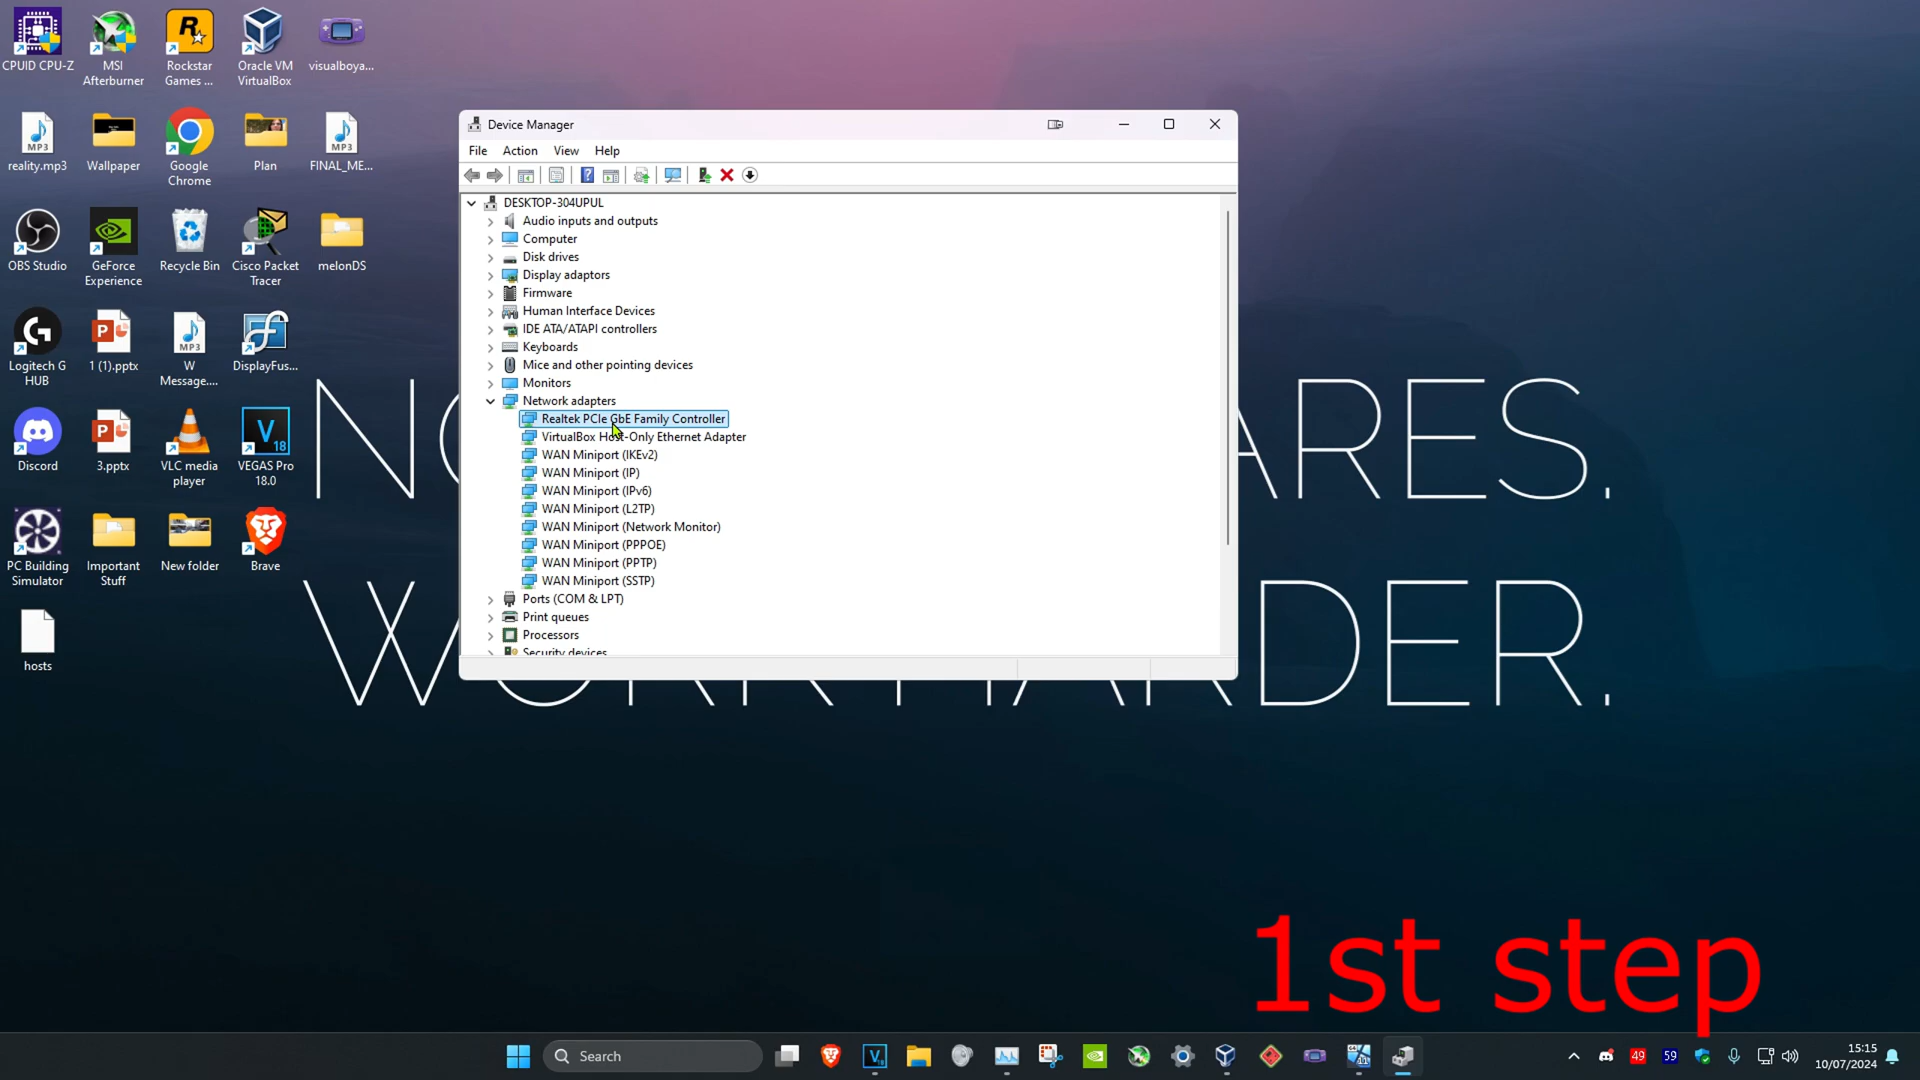 CPUID CPU-Z
MSI
Afterburner
Rockstar
Games ...
Oracle VM
VirtualBox
visualboya...
reality.mp3
Wallpaper
Google
Chrome
Plan
FINAL_ME...
OBS Studio
GeForce
Experience
Recycle Bin
Cisco Packet
Tracer
melonDS
Logitech G
HUB
1 (1).pptx
W
Message....
DisplayFus...
Discord
3.pptx
VLC media
player
VEGAS Pro
18.0
PC Building
Simulator
Important
Stuff
New folder
Brave
hosts
Device Manager
File Action View Help
DESKTOP-304UPUL
Audio inputs and outputs
Computer
Disk drives
Display adaptors
Firmware
Human Interface Devices
IDE ATA/ATAPI controllers
Keyboards
Mice and other pointing devices
Monitors
Network adapters
Realtek PCIe GbE Family Controller
VirtualBox Host-Only Ethernet Adapter
WAN Miniport (IKEv2)
WAN Miniport (IP)
WAN Miniport (IPv6)
WAN Miniport (L2TP)
WAN Miniport (Network Monitor)
WAN Miniport (PPPOE)
WAN Miniport (PPTP)
WAN Miniport (SSTP)
Ports (COM & LPT)
Print queues
Processors
Security devices
ARES.
W HARDER.
1st step
Search
49
59
15:15
10/07/2024